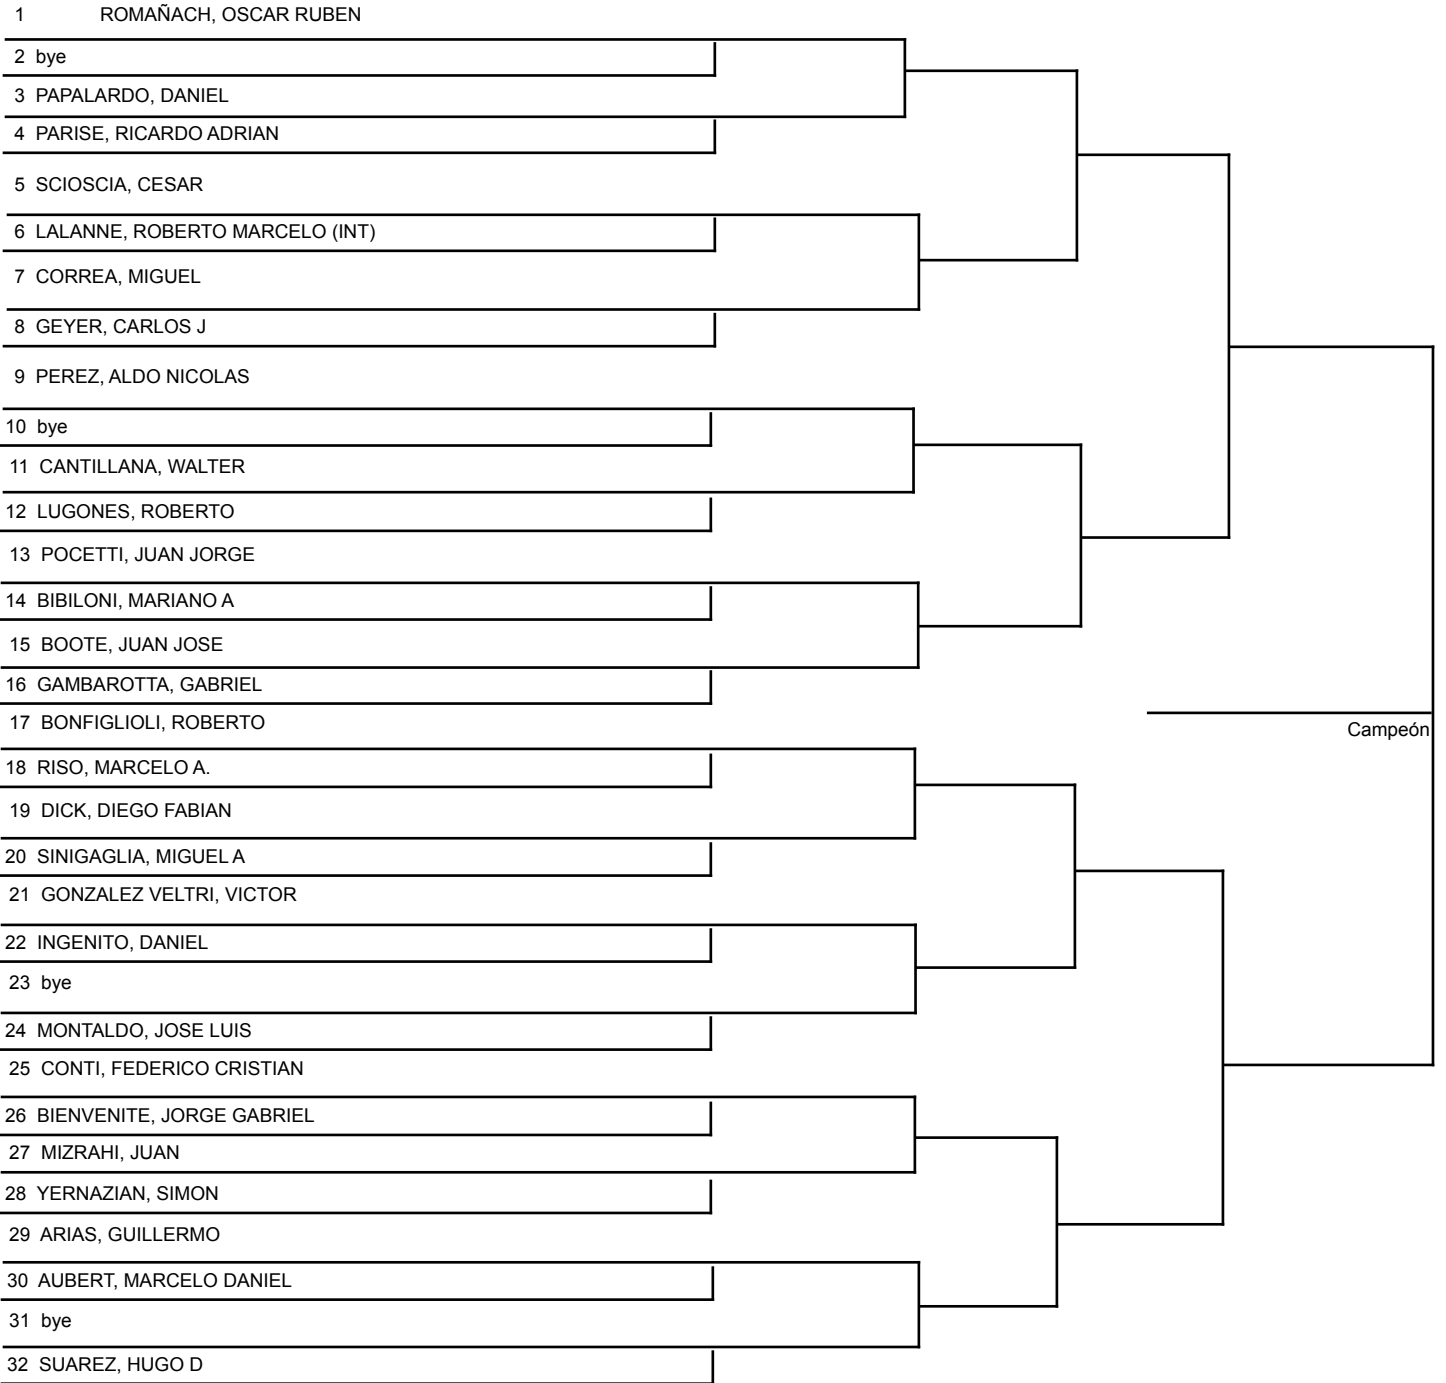 1 ROMAÑACH, OSCAR RUBEN
2 bye
3 PAPALARDO, DANIEL
4 PARISE, RICARDO ADRIAN
5 SCIOSCIA, CESAR
6 LALANNE, ROBERTO MARCELO (INT)
7 CORREA, MIGUEL
8 GEYER, CARLOS J
9 PEREZ, ALDO NICOLAS
10 bye
11 CANTILLANA, WALTER
12 LUGONES, ROBERTO
13 POCETTI, JUAN JORGE
14 BIBILONI, MARIANO A
15 BOOTE, JUAN JOSE
16 GAMBAROTTA, GABRIEL
17 BONFIGLIOLI, ROBERTO
Campeón
18 RISO, MARCELO A.
19 DICK, DIEGO FABIAN
20 SINIGAGLIA, MIGUEL A
21 GONZALEZ VELTRI, VICTOR
22 INGENITO, DANIEL
23 bye
24 MONTALDO, JOSE LUIS
25 CONTI, FEDERICO CRISTIAN
26 BIENVENITE, JORGE GABRIEL
27 MIZRAHI, JUAN
28 YERNAZIAN, SIMON
29 ARIAS, GUILLERMO
30 AUBERT, MARCELO DANIEL
31 bye
32 SUAREZ, HUGO D